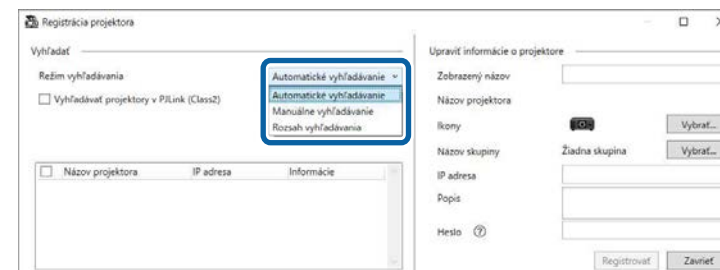 Registrácia projektora
Vyhľadať
Režim vyhľadávania
Automatické vyhľadávanie
Automatické vyhľadávanie
Manuálne vyhľadávanie
Rozsah vyhľadávania
Vyhľadávať projektory v PJLink (Class2)
Názov projektora IP adresa Informácie
Upraviť informácie o projektore
Zobrazený názov
Názov projektora
Ikony Vybrať...
Názov skupiny Žiadna skupina Vybrať...
IP adresa
Popis
Heslo ?
Registrovať Zavrieť